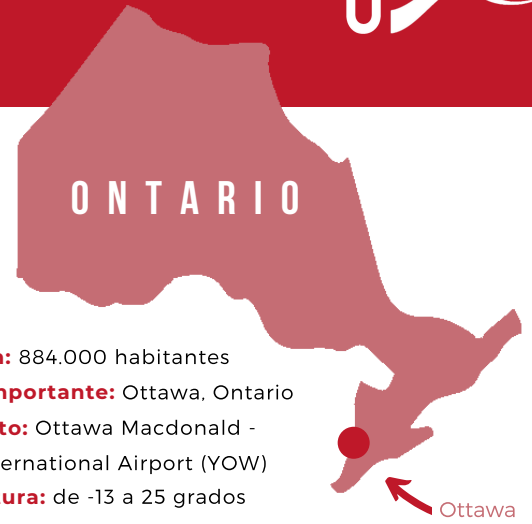 ONTARIO
: 884.000 habitantes
mportante: Ottawa, Ontario
to: Ottawa Macdonald -
ernational Airport (YOW)
ura: de -13 a 25 grados
Ottawa